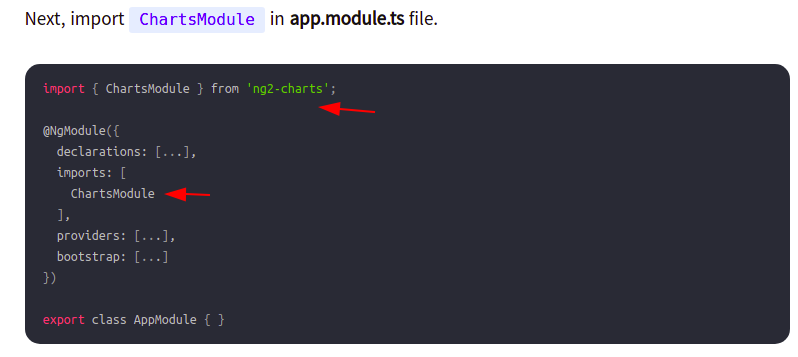 Next, import ChartsModule in app.module.ts file.
import { ChartsModule } from 'ng2-charts';
@NgModule({
declarations: [...],
imports: [
ChartsModule
],
providers: [...],
bootstrap: [...]
})
export class AppModule { }